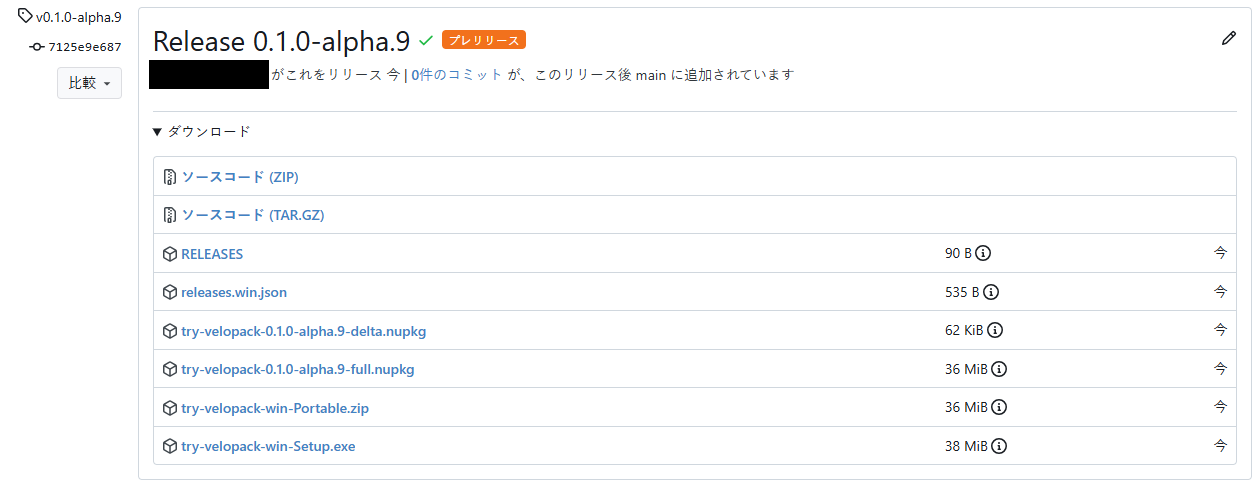 v0.1.0-alpha.9
7125e9e687
比較
Release 0.1.0-alpha.9 プレリリース
がこれをリリース 今 | 0件のコミット が、このリリース後 main に追加されています
ダウンロード
ソースコード (ZIP)
ソースコード (TAR.GZ)
RELEASES 90 B 今
releases.win.json 535 B 今
try-velopack-0.1.0-alpha.9-delta.nupkg 62 KiB 今
try-velopack-0.1.0-alpha.9-full.nupkg 36 MiB 今
try-velopack-win-Portable.zip 36 MiB 今
try-velopack-win-Setup.exe 38 MiB 今